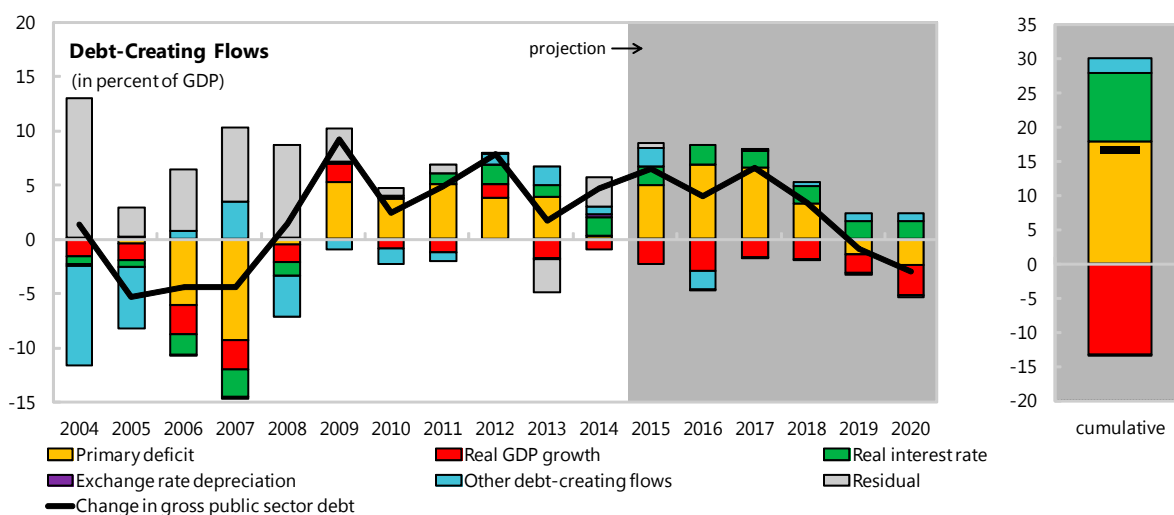 Debt-Creating Flows
(in percent of GDP)
projection →
20
15
10
5
0
-5
-10
-15
2004 2005 2006 2007 2008 2009 2010 2011 2012 2013 2014 2015 2016 2017 2018 2019 2020
35
30
25
20
15
10
5
0
-5
-10
-15
-20
cumulative
Primary deficit
Real GDP growth
Real interest rate
Exchange rate depreciation
Other debt-creating flows
Residual
Change in gross public sector debt